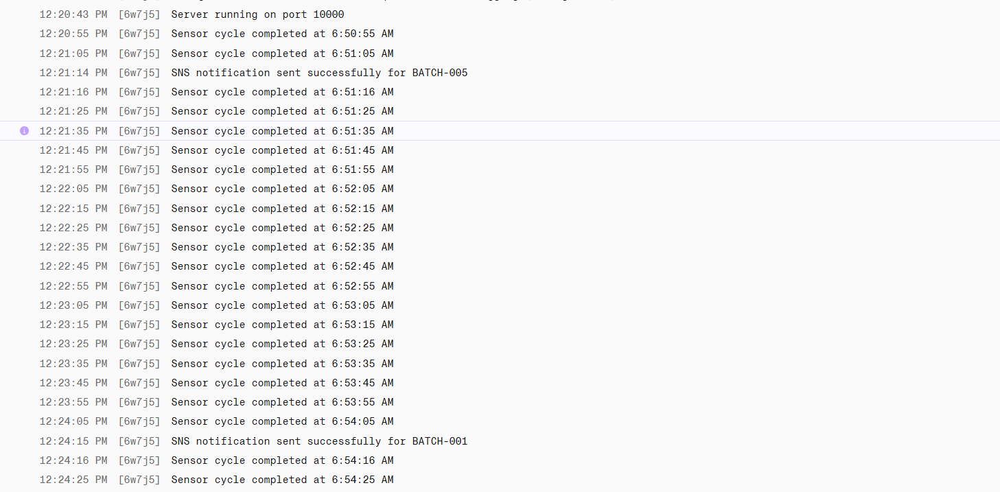 12:20:43 PM [6w7j5] Server running on port 10000
12:20:55 PM [6w7j5] Sensor cycle completed at 6:50:55 AM
12:21:05 PM [6w7j5] Sensor cycle completed at 6:51:05 AM
12:21:14 PM [6w7j5] SNS notification sent successfully for BATCH-005
12:21:16 PM [6w7j5] Sensor cycle completed at 6:51:16 AM
12:21:25 PM [6w7j5] Sensor cycle completed at 6:51:25 AM
12:21:35 PM [6w7j5] Sensor cycle completed at 6:51:35 AM
12:21:45 PM [6w7j5] Sensor cycle completed at 6:51:45 AM
12:21:55 PM [6w7j5] Sensor cycle completed at 6:51:55 AM
12:22:05 PM [6w7j5] Sensor cycle completed at 6:52:05 AM
12:22:15 PM [6w7j5] Sensor cycle completed at 6:52:15 AM
12:22:25 PM [6w7j5] Sensor cycle completed at 6:52:25 AM
12:22:35 PM [6w7j5] Sensor cycle completed at 6:52:35 AM
12:22:45 PM [6w7j5] Sensor cycle completed at 6:52:45 AM
12:22:55 PM [6w7j5] Sensor cycle completed at 6:52:55 AM
12:23:05 PM [6w7j5] Sensor cycle completed at 6:53:05 AM
12:23:15 PM [6w7j5] Sensor cycle completed at 6:53:15 AM
12:23:25 PM [6w7j5] Sensor cycle completed at 6:53:25 AM
12:23:35 PM [6w7j5] Sensor cycle completed at 6:53:35 AM
12:23:45 PM [6w7j5] Sensor cycle completed at 6:53:45 AM
12:23:55 PM [6w7j5] Sensor cycle completed at 6:53:55 AM
12:24:05 PM [6w7j5] Sensor cycle completed at 6:54:05 AM
12:24:15 PM [6w7j5] SNS notification sent successfully for BATCH-001
12:24:16 PM [6w7j5] Sensor cycle completed at 6:54:16 AM
12:24:25 PM [6w7j5] Sensor cycle completed at 6:54:25 AM